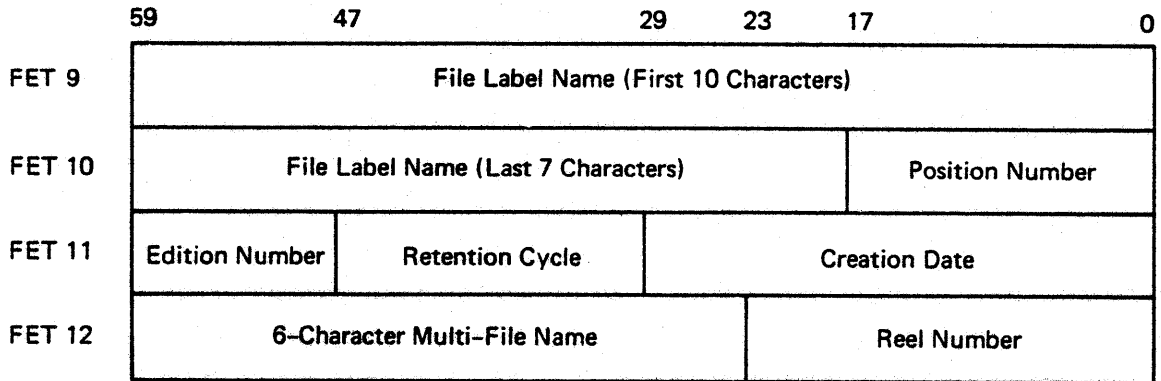 59 47 29 23 17 0
FET 9 File Label Name (First 10 Characters)
FET 10 File Label Name (Last 7 Characters) Position Number
FET 11 Edition Number Retention Cycle Creation Date
FET 12 6-Character Multi-File Name Reel Number